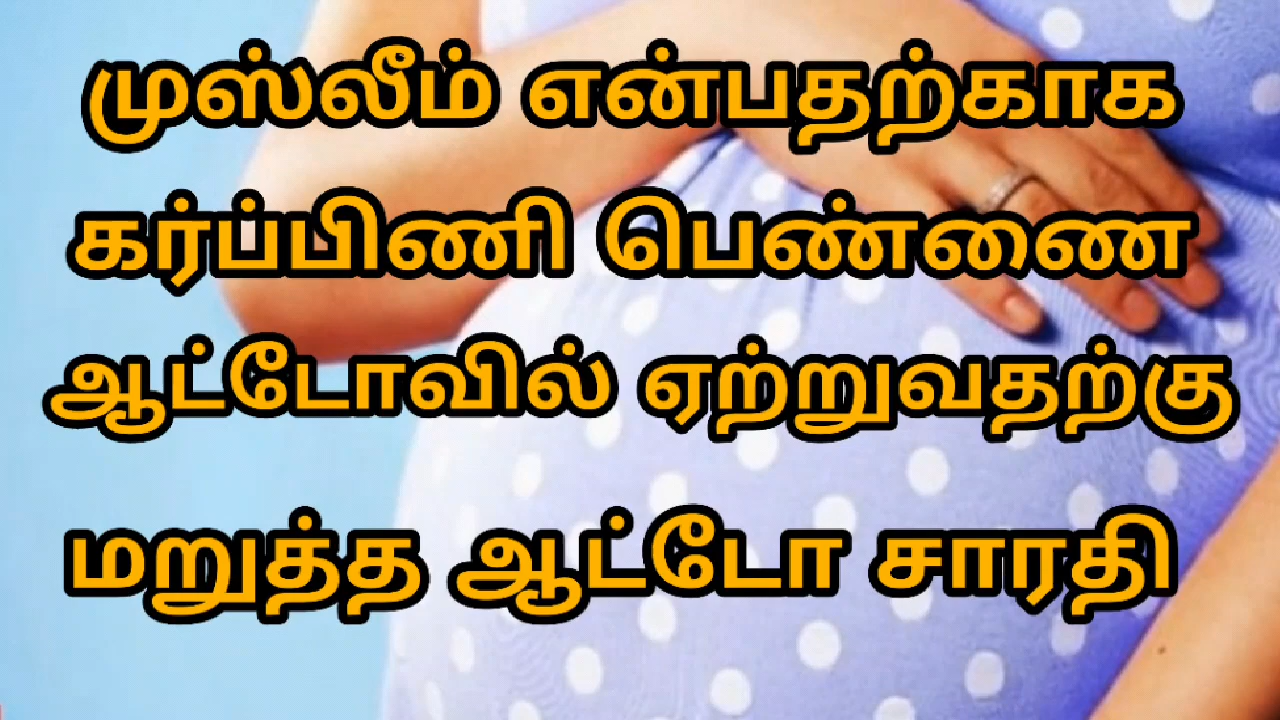 முஸ்லீம் என்பதற்காக
கர்ப்பிணி பெண்ணை
ஆட்டோவில் ஏற்றுவதற்கு
மறுத்த ஆட்டோ சாரதி